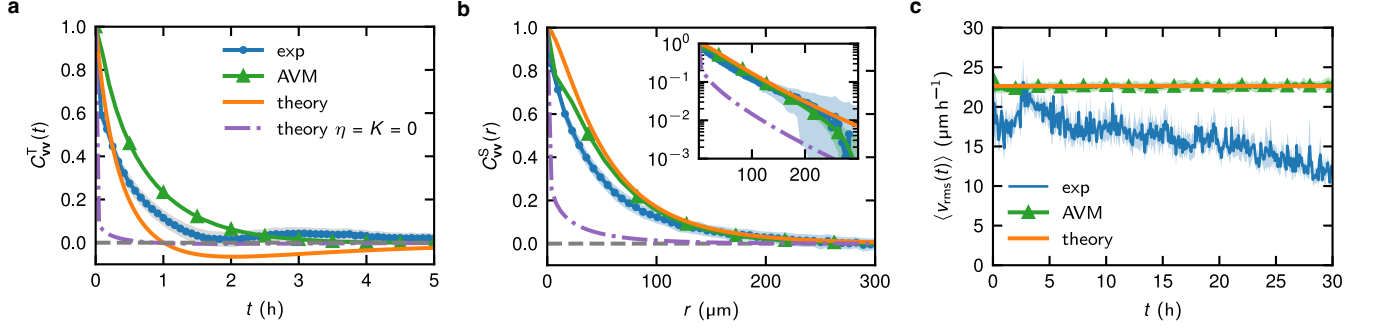 a
1.0
0.8
0.6
0.4
0.2
0.0
C^T_vv(t)
exp
AVM
theory
theory η = K = 0
0 1 2 3 4 5
t (h)
b
1.0
0.8
0.6
0.4
0.2
0.0
C^S_vv(r)
10⁰
10⁻¹
10⁻²
10⁻³
100 200
0 100 200 300
r (μm)
c
30
25
20
15
10
5
0
⟨v_rms(t)⟩ (μm h⁻¹)
exp
AVM
theory
0 5 10 15 20 25 30
t (h)